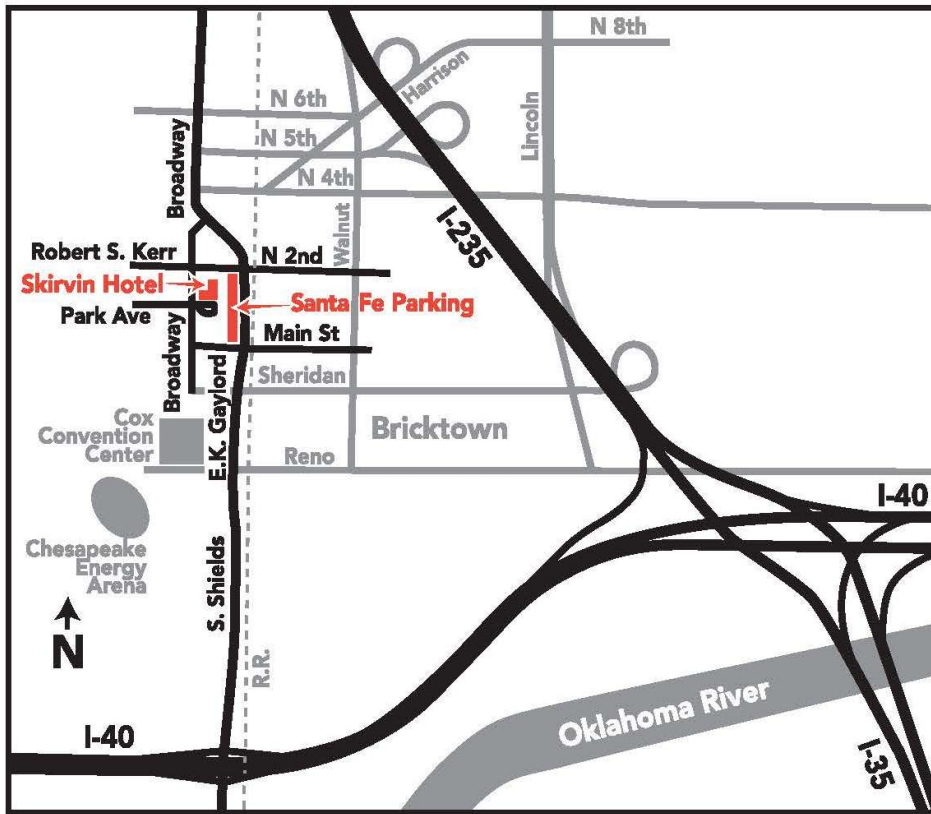 N 8th
Harrison
N 6th
Lincoln
N 5th
Broadway
N 4th
I-235
Walnut
Robert S. Kerr
N 2nd
Skirvin Hotel
Santa Fe Parking
Park Ave
Main St
Broadway
Sheridan
E.K. Gaylord
Cox
Convention
Center
Bricktown
Reno
I-40
Chesapeake
Energy
Arena
S. Shields
N
R.R.
Oklahoma River
I-40
I-35